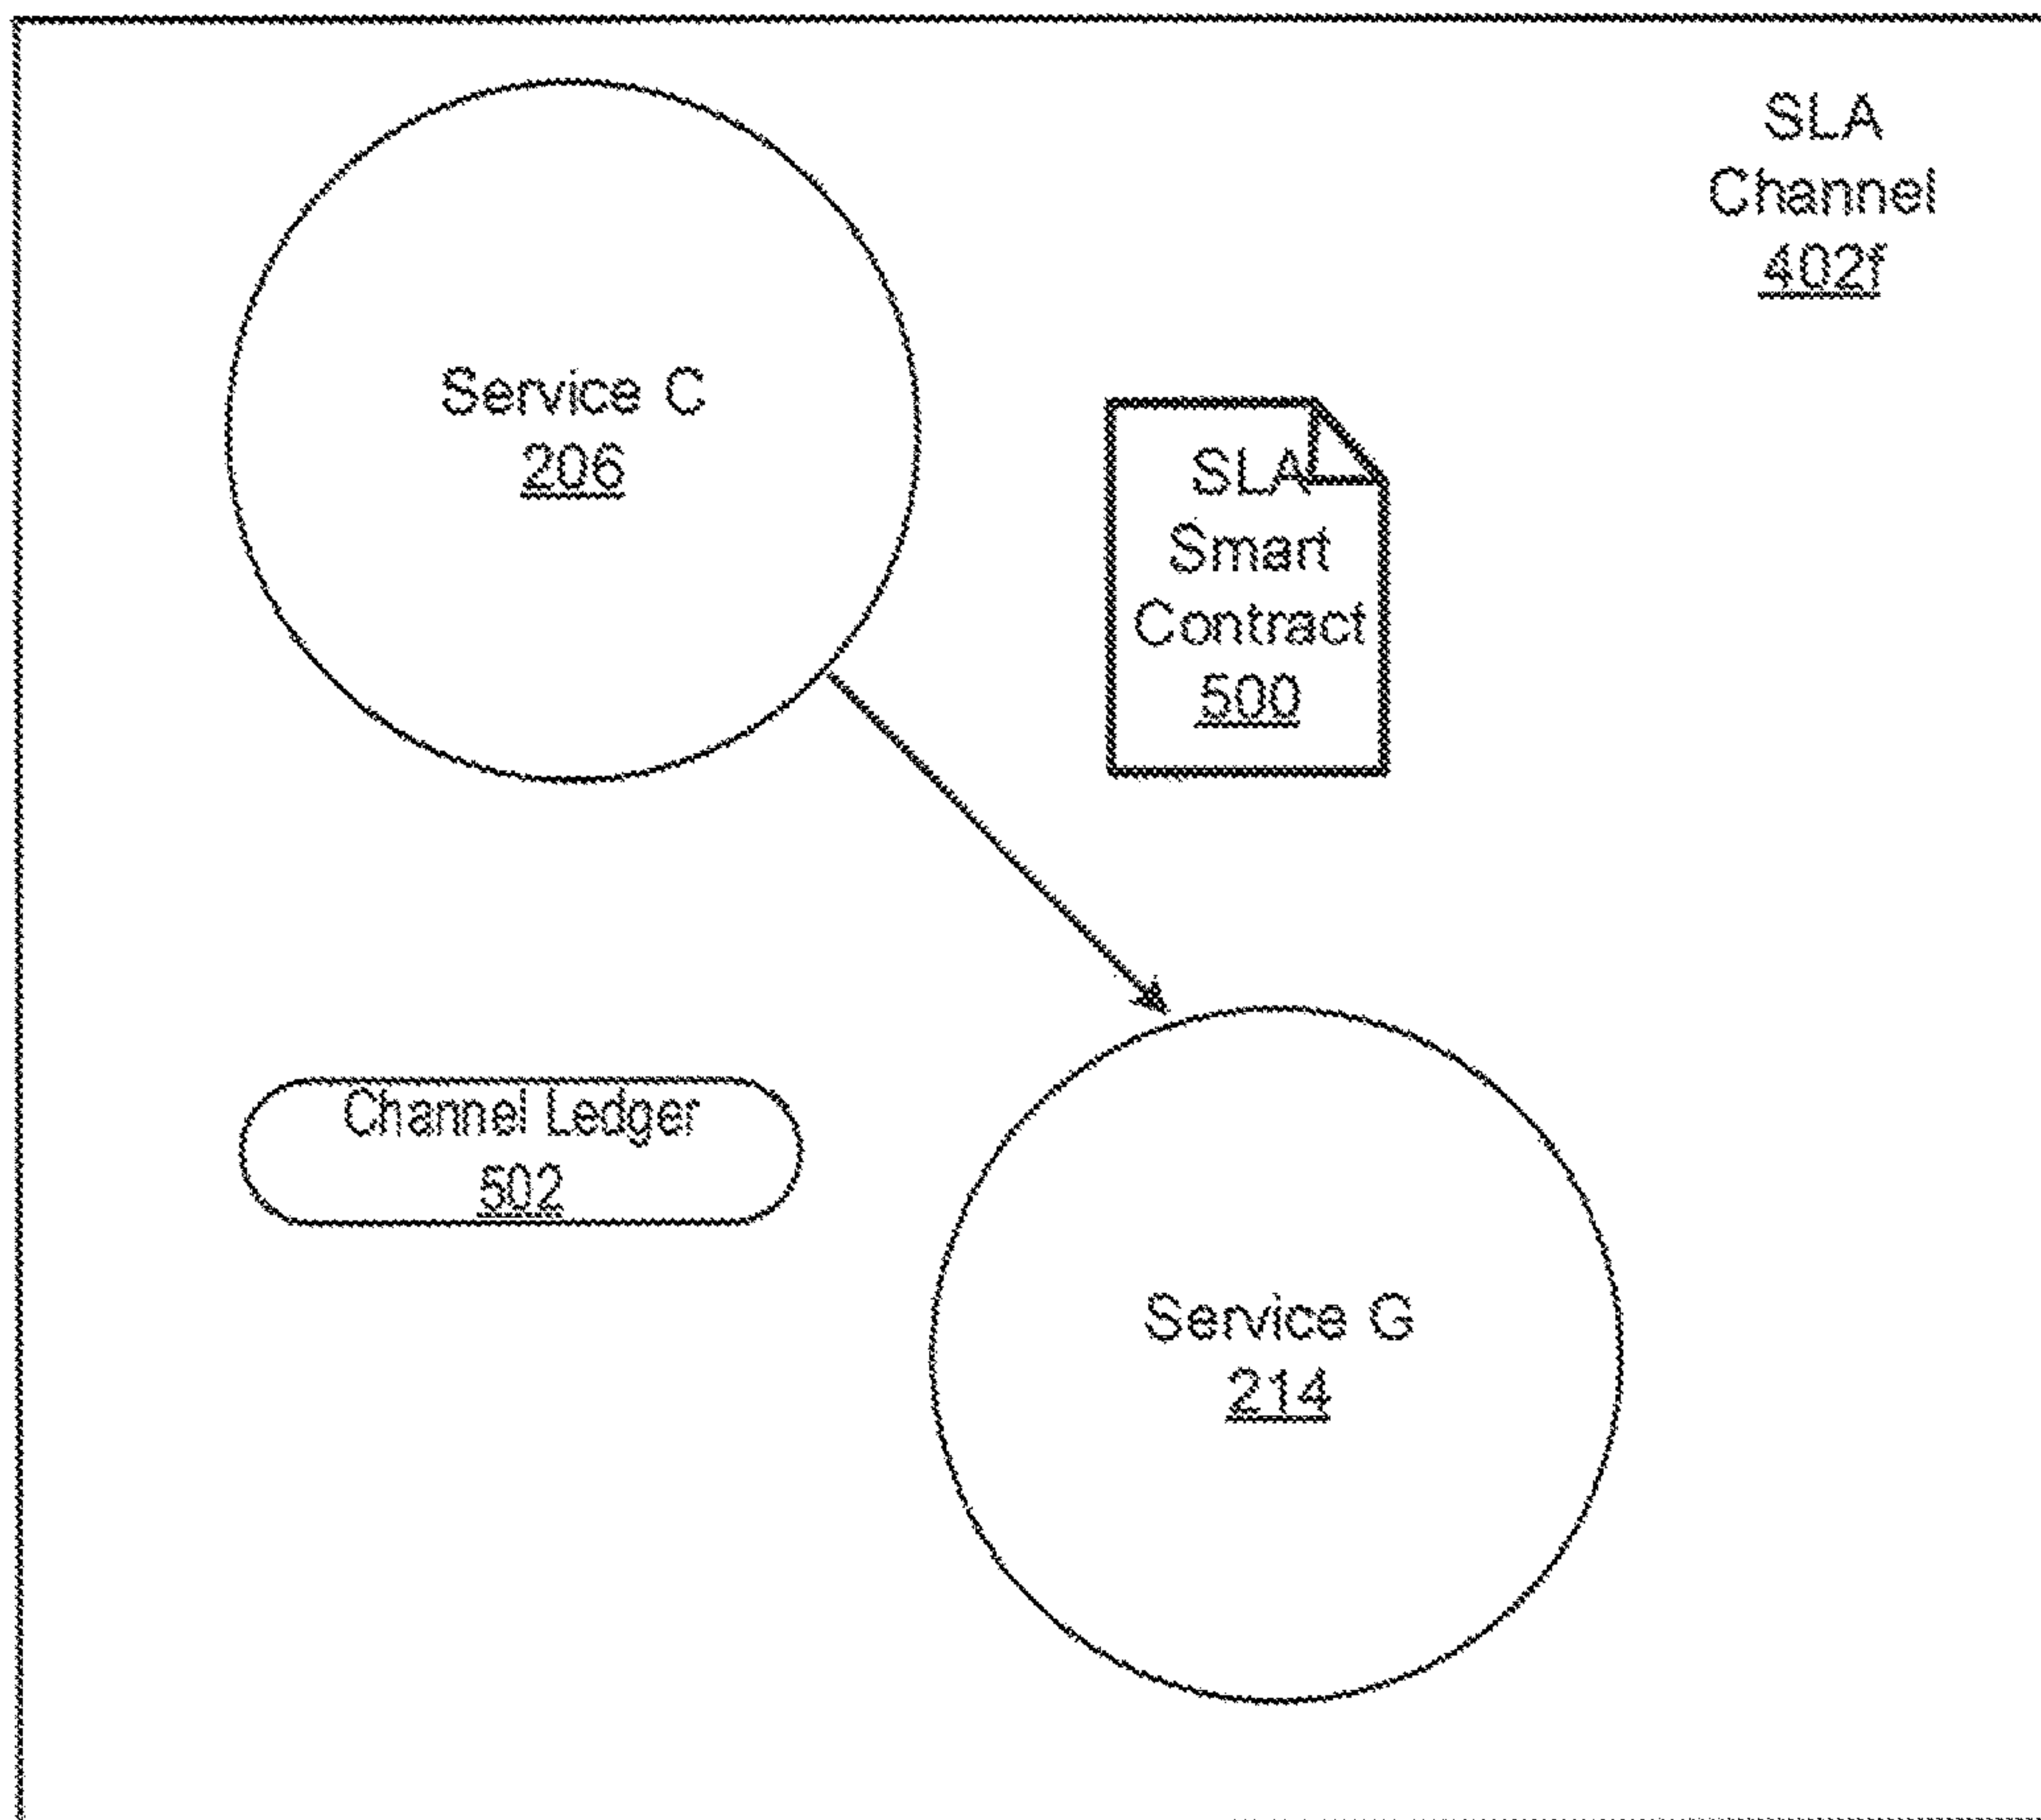 SLA
Channel
402f
Service C
206
SLA
Smart
Contract
500
Channel Ledger
502
Service G
214